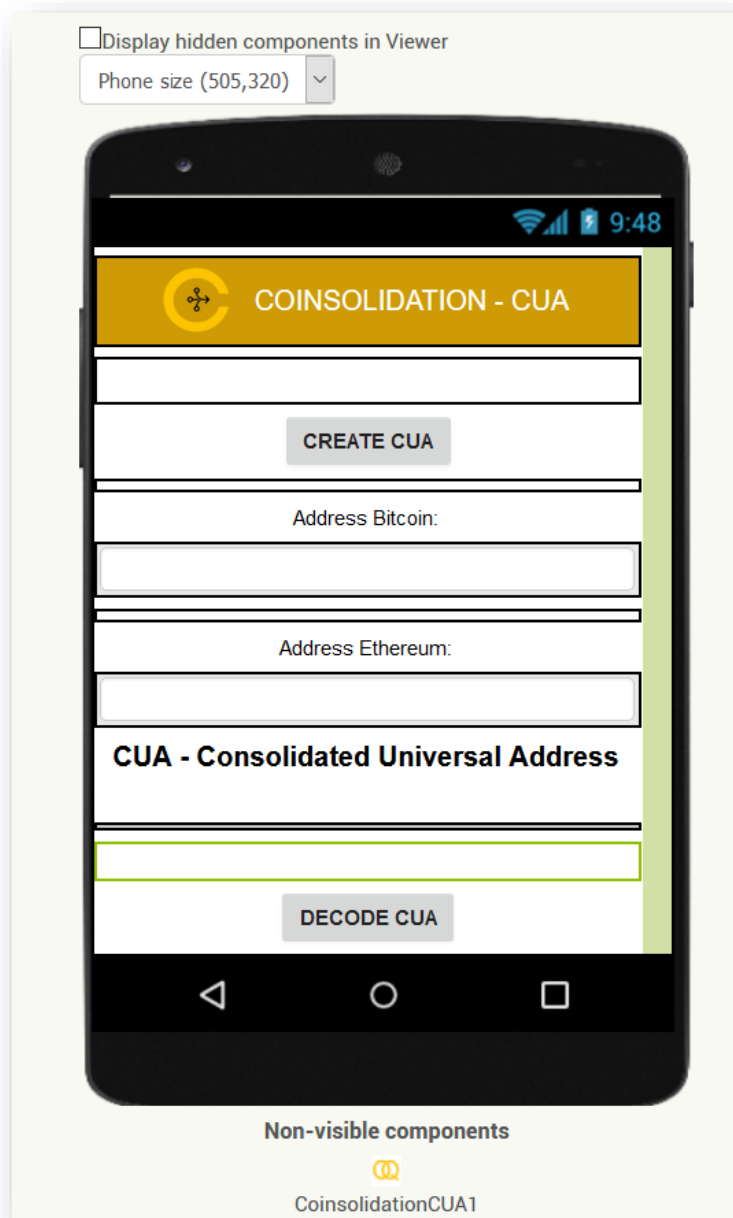 Display hidden components in Viewer
Phone size (505,320)
9:48
COINSOLIDATION - CUA
CREATE CUA
Address Bitcoin:
Address Ethereum:
CUA - Consolidated Universal Address
DECODE CUA
Non-visible components
CoinsolidationCUA1